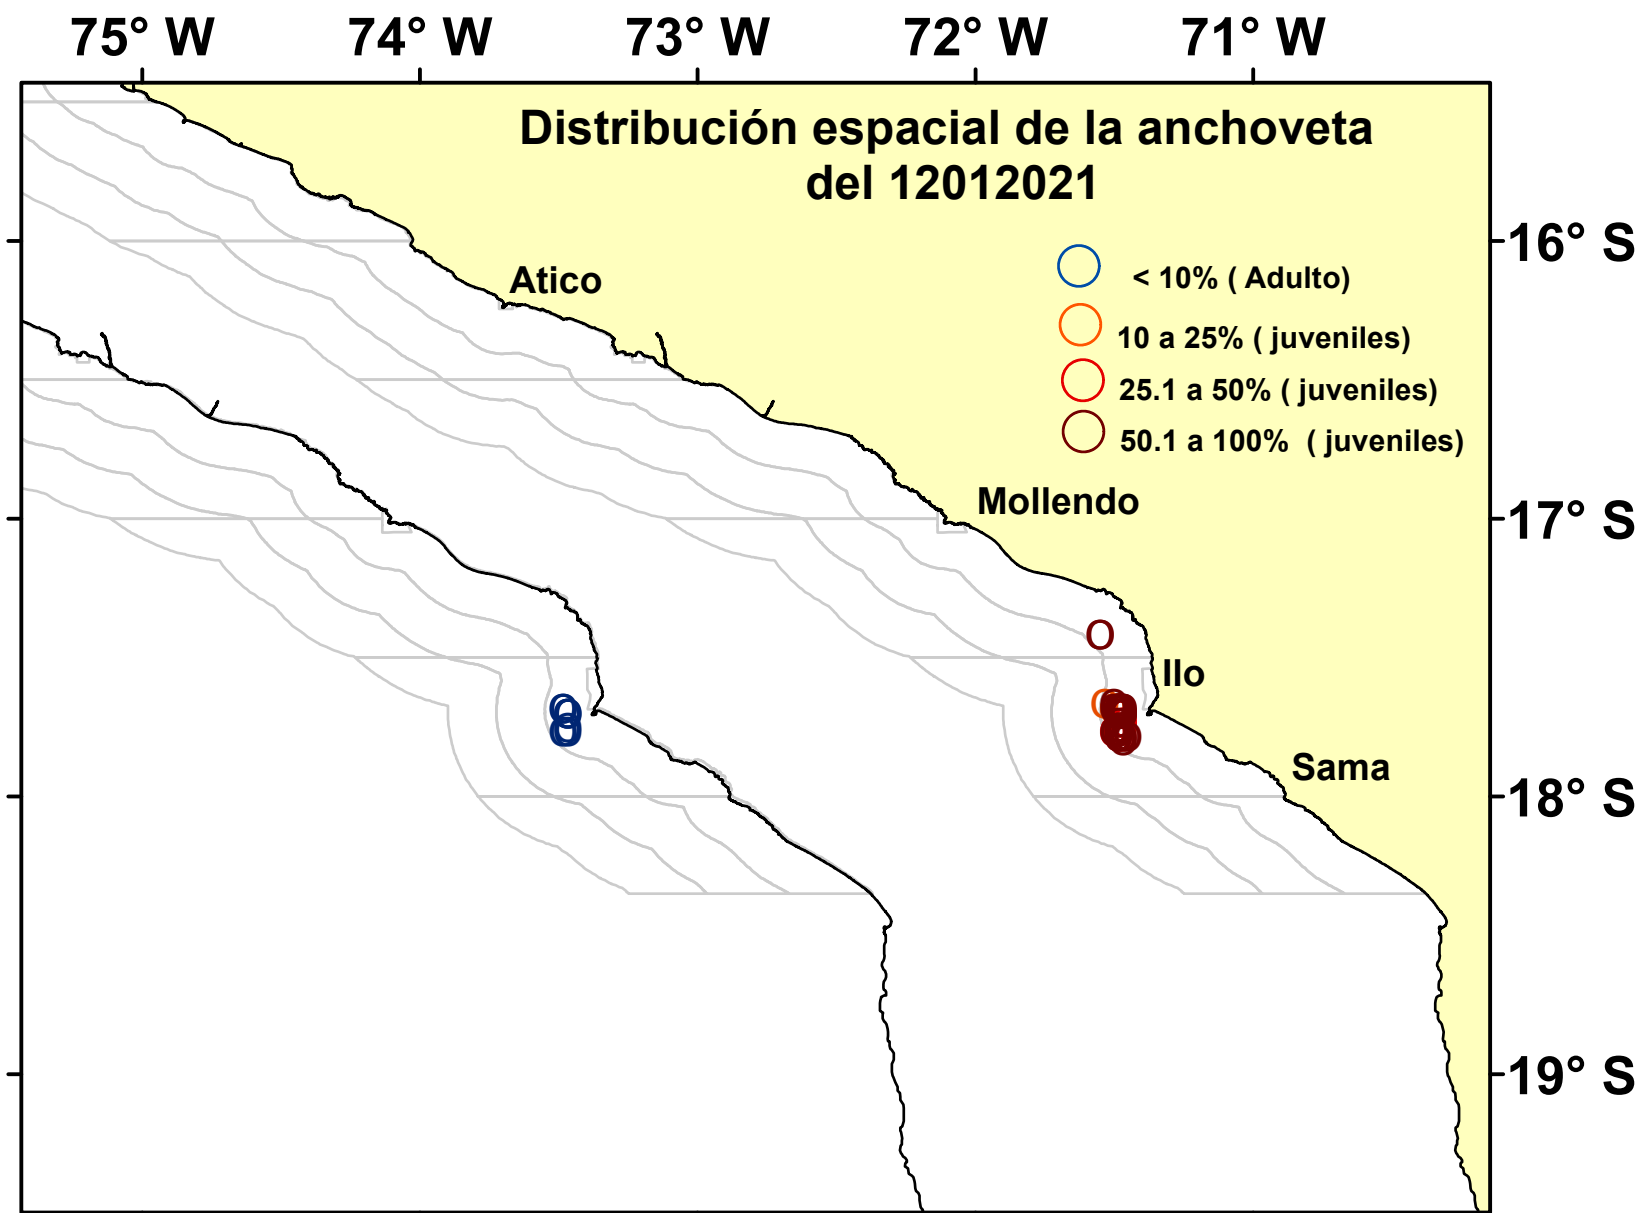 75° W 74° W 73° W 72° W 71° W
Distribución espacial de la anchoveta
del 12012021
16° S
Atico
< 10% ( Adulto)
10 a 25% ( juveniles)
25.1 a 50% ( juveniles)
50.1 a 100% ( juveniles)
Mollendo
17° S
Ilo
Sama
18° S
19° S